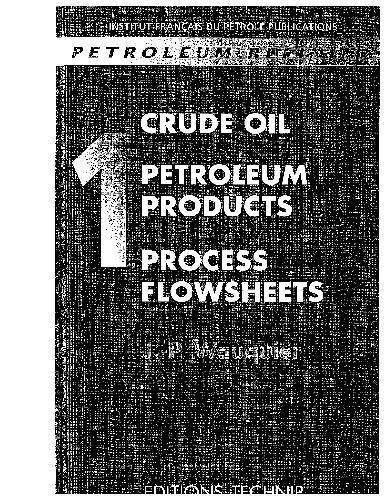 INSTITUT FRANÇAIS DU PÉTROLE PUBLICATIONS
PETROLEUM
1
CRUDE OIL
PETROLEUM
PRODUCTS
PROCESS
FLOWSHEETS
J.-P. Wauquier
EDITIONS TECHNIP